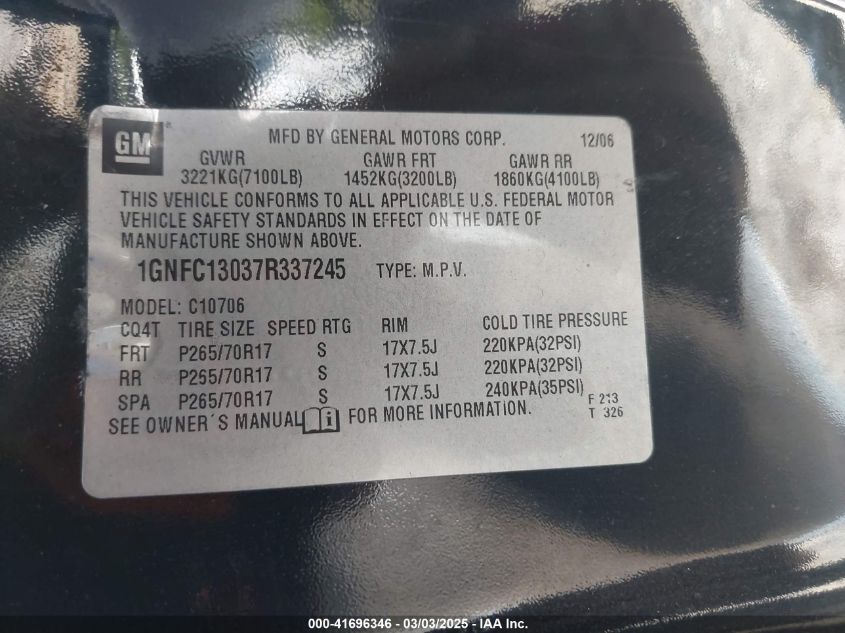 GM
MFD BY GENERAL MOTORS CORP. 12/06
GVWR GAWR FRT GAWR RR
3221KG(7100LB) 1452KG(3200LB) 1860KG(4100LB)
THIS VEHICLE CONFORMS TO ALL APPLICABLE U.S. FEDERAL MOTOR
VEHICLE SAFETY STANDARDS IN EFFECT ON THE DATE OF
MANUFACTURE SHOWN ABOVE.
1GNFC13037R337245 TYPE: M.P.V.
MODEL: C10706
CQ4T TIRE SIZE SPEED RTG RIM COLD TIRE PRESSURE
FRT P265/70R17 S 17X7.5J 220KPA(32PSI)
RR P255/70R17 S 17X7.5J 220KPA(32PSI)
SPA P265/70R17 S 17X7.5J 240KPA(35PSI)
F 213
T 326
SEE OWNER´S MANUAL FOR MORE INFORMATION.
000-41696346 - 03/03/2025 - IAA Inc.